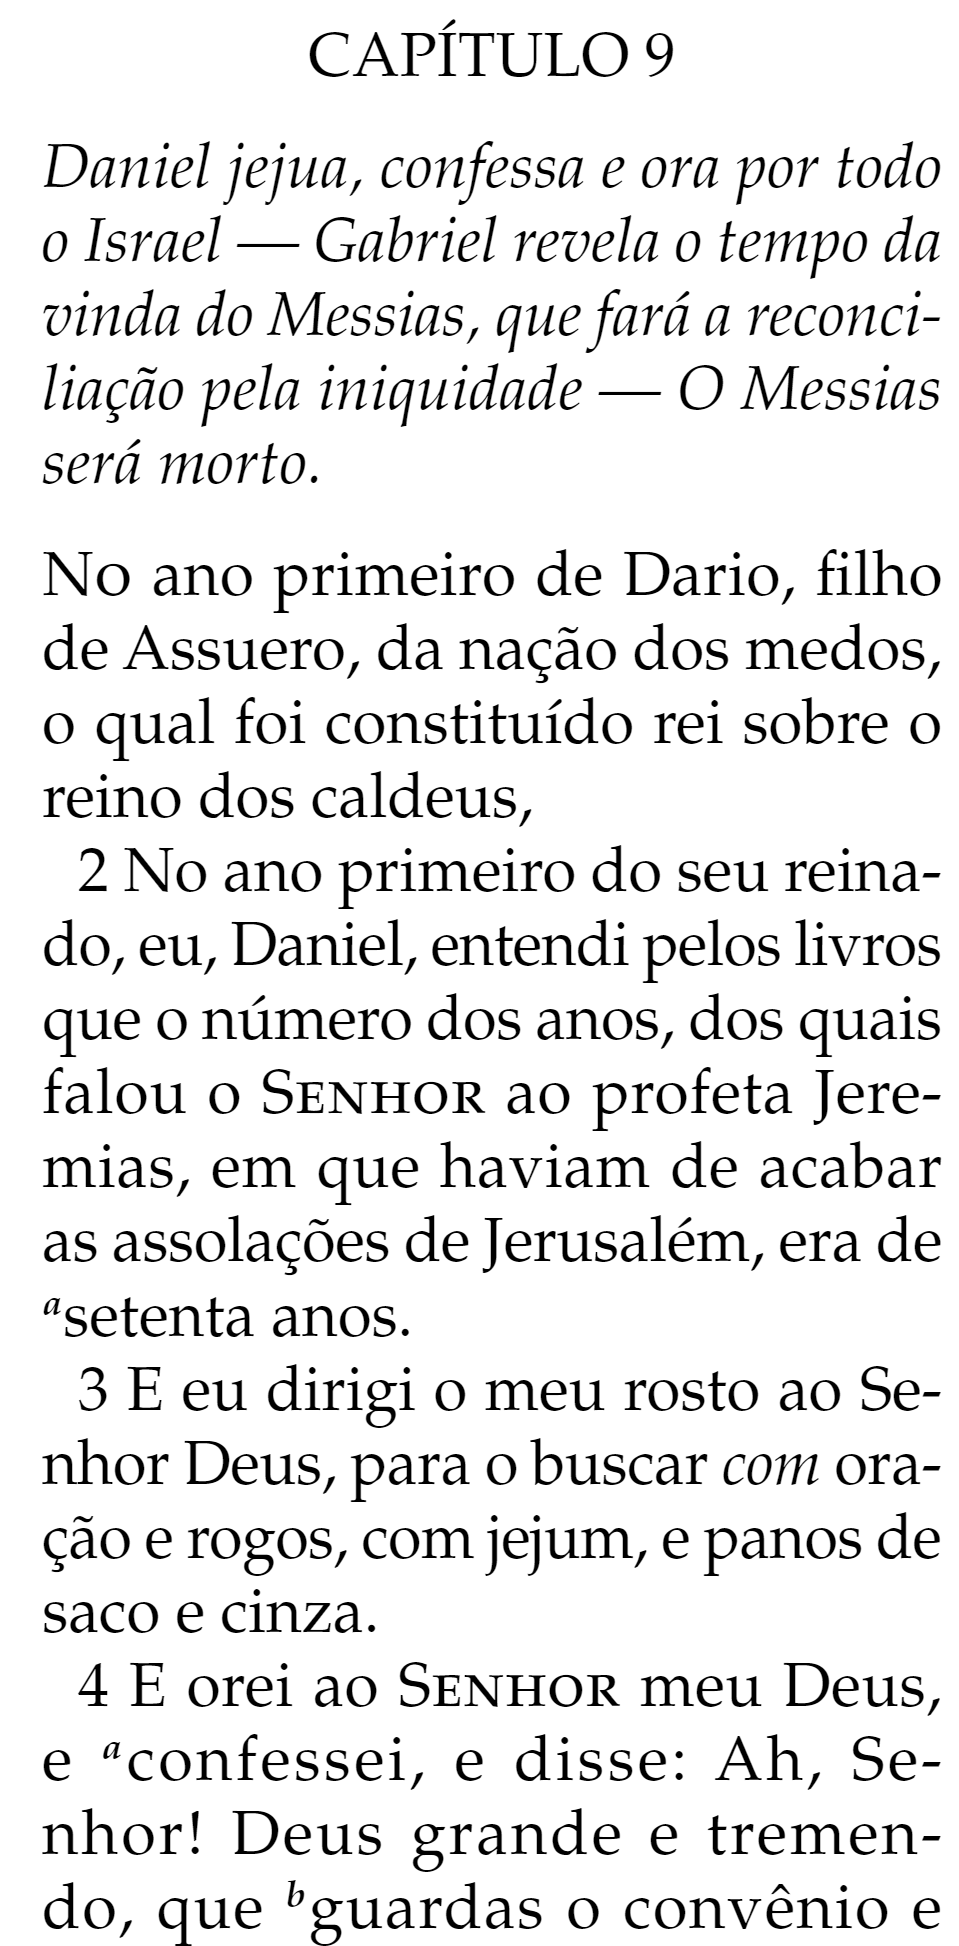 CAPÍTULO 9
Daniel jejua, confessa e ora por todo
o Israel — Gabriel revela o tempo da
vinda do Messias, que fará a reconci-
liação pela iniquidade — O Messias
será morto.
No ano primeiro de Dario, filho
de Assuero, da nação dos medos,
o qual foi constituído rei sobre o
reino dos caldeus,
2 No ano primeiro do seu reina-
do, eu, Daniel, entendi pelos livros
que o número dos anos, dos quais
falou o SENHOR ao profeta Jere-
mias, em que haviam de acabar
as assolações de Jerusalém, era de
ᵃsetenta anos.
3 E eu dirigi o meu rosto ao Se-
nhor Deus, para o buscar com ora-
ção e rogos, com jejum, e panos de
saco e cinza.
4 E orei ao SENHOR meu Deus,
e ᵃconfessei, e disse: Ah, Se-
nhor! Deus grande e tremen-
do, que ᵇguardas o convênio e